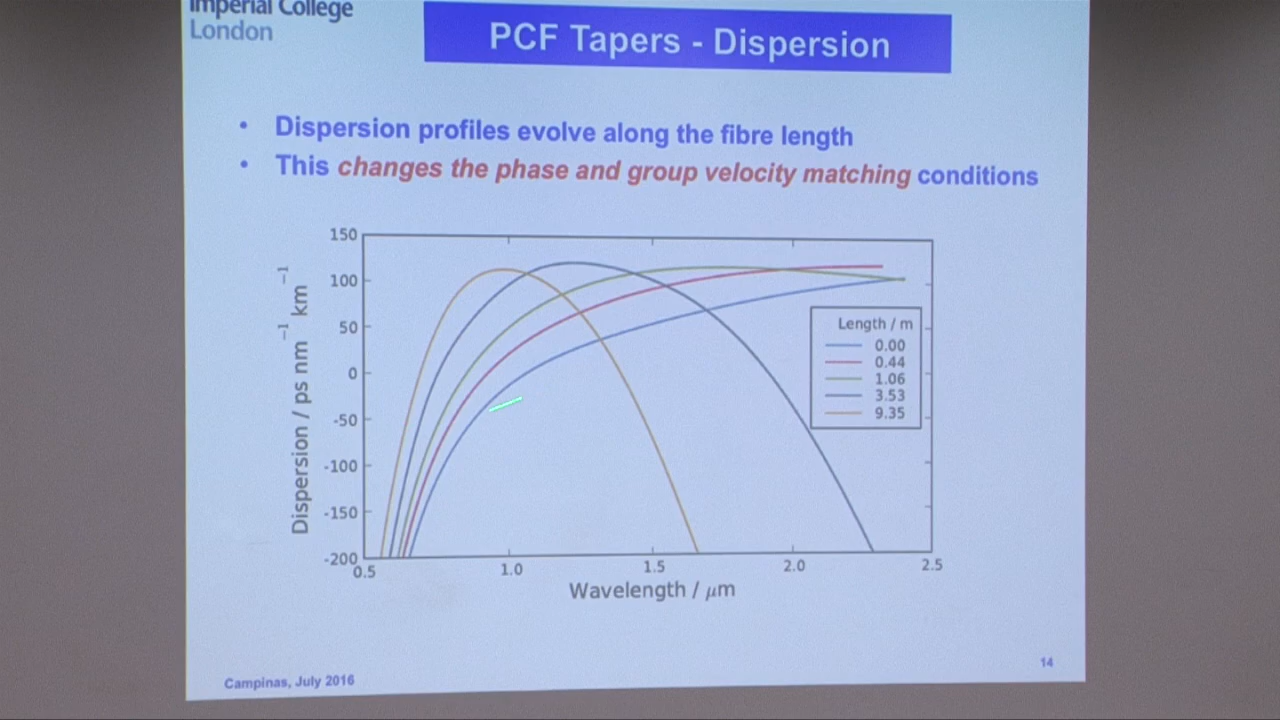 Imperial College
London
PCF Tapers - Dispersion
• Dispersion profiles evolve along the fibre length
• This changes the phase and group velocity matching conditions
150
100
50
0
-50
-100
-150
-200
Dispersion / ps nm⁻¹ km⁻¹
0.5
1.0
1.5
2.0
2.5
Wavelength / μm
Length / m
0.00
0.44
1.06
3.53
9.35
Campinas, July 2016
14